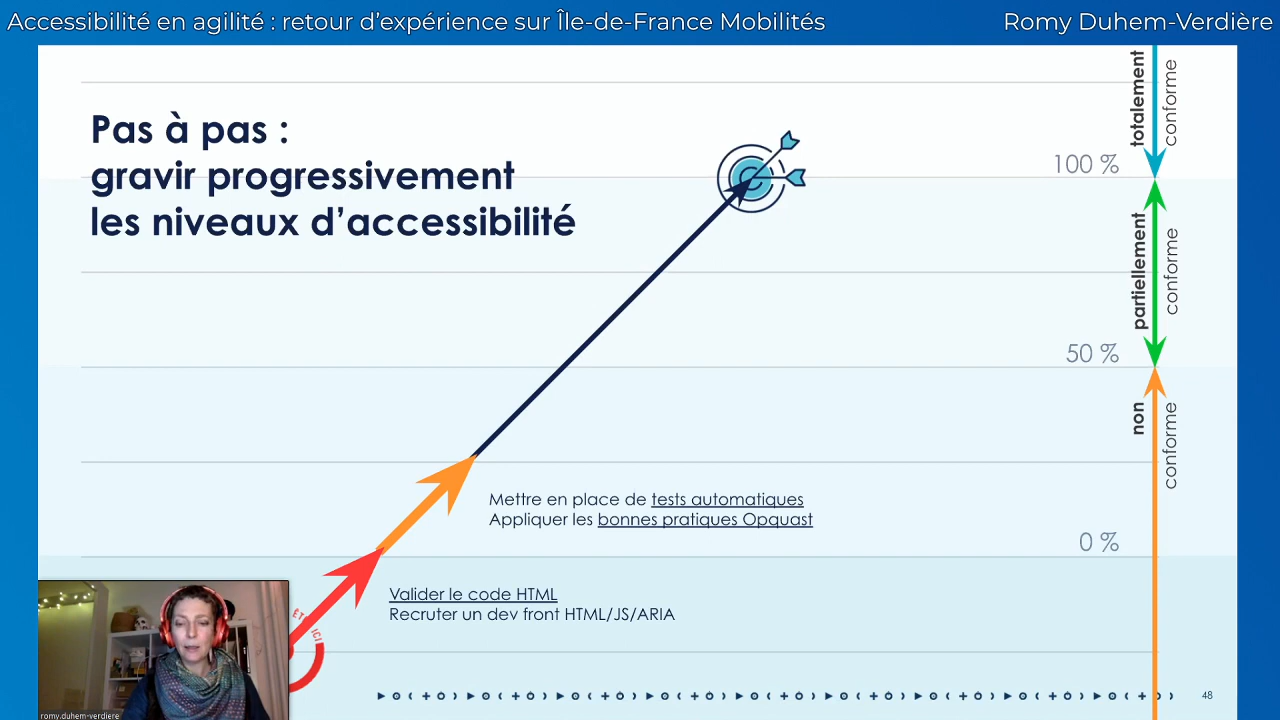 Accessibilité en agilité : retour d’expérience sur Île-de-France Mobilités
Romy Duhem-Verdière
Pas à pas :
gravir progressivement
les niveaux d’accessibilité
totalement
conforme
100 %
partiellement
conforme
50 %
non
conforme
Mettre en place de tests automatiques
Appliquer les bonnes pratiques Opquast
0 %
Valider le code HTML
Recruter un dev front HTML/JS/ARIA
ICI
48
romy.duhem-verdiere